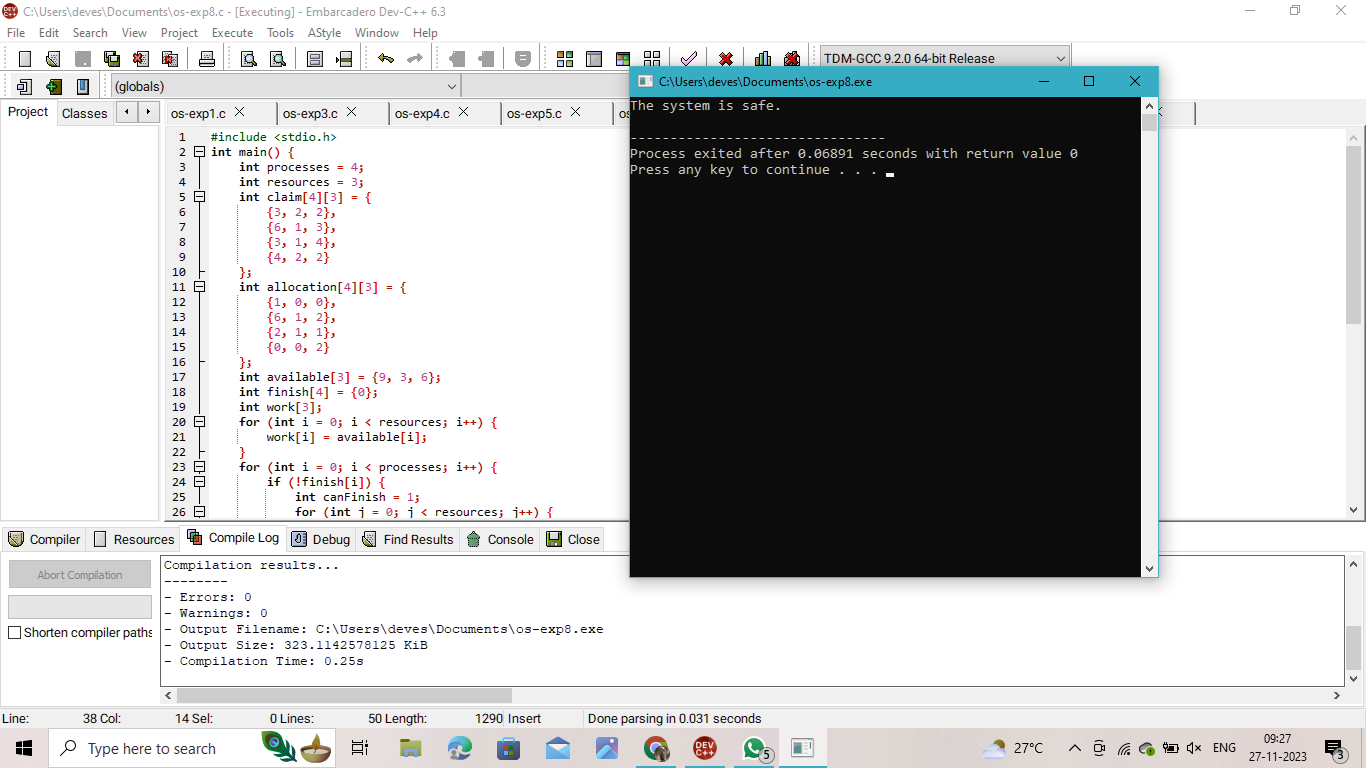 C:\Users\deves\Documents\os-exp8.c - [Executing] - Embarcadero Dev-C++ 6.3
File Edit Search View Project Execute Tools AStyle Window Help
TDM-GCC 9.2.0 64-bit Release
(globals)
Project Classes
os-exp1.c os-exp3.c os-exp4.c os-exp5.c
1 #include <stdio.h>
2 int main() {
3 int processes = 4;
4 int resources = 3;
5 int claim[4][3] = {
6 {3, 2, 2},
7 {6, 1, 3},
8 {3, 1, 4},
9 {4, 2, 2}
10 };
11 int allocation[4][3] = {
12 {1, 0, 0},
13 {6, 1, 2},
14 {2, 1, 1},
15 {0, 0, 2}
16 };
17 int available[3] = {9, 3, 6};
18 int finish[4] = {0};
19 int work[3];
20 for (int i = 0; i < resources; i++) {
21 work[i] = available[i];
22 }
23 for (int i = 0; i < processes; i++) {
24 if (!finish[i]) {
25 int canFinish = 1;
26 for (int j = 0; j < resources; j++) {
C:\Users\deves\Documents\os-exp8.exe
The system is safe.
--------------------------------
Process exited after 0.06891 seconds with return value 0
Press any key to continue . . .
Compiler Resources Compile Log Debug Find Results Console Close
Abort Compilation
Shorten compiler paths
Compilation results...
--------
- Errors: 0
- Warnings: 0
- Output Filename: C:\Users\deves\Documents\os-exp8.exe
- Output Size: 323.1142578125 KiB
- Compilation Time: 0.25s
Line: 38 Col: 14 Sel: 0 Lines: 50 Length: 1290 Insert Done parsing in 0.031 seconds
Type here to search
DEV C++
5
27°C
ENG
09:27
27-11-2023
3